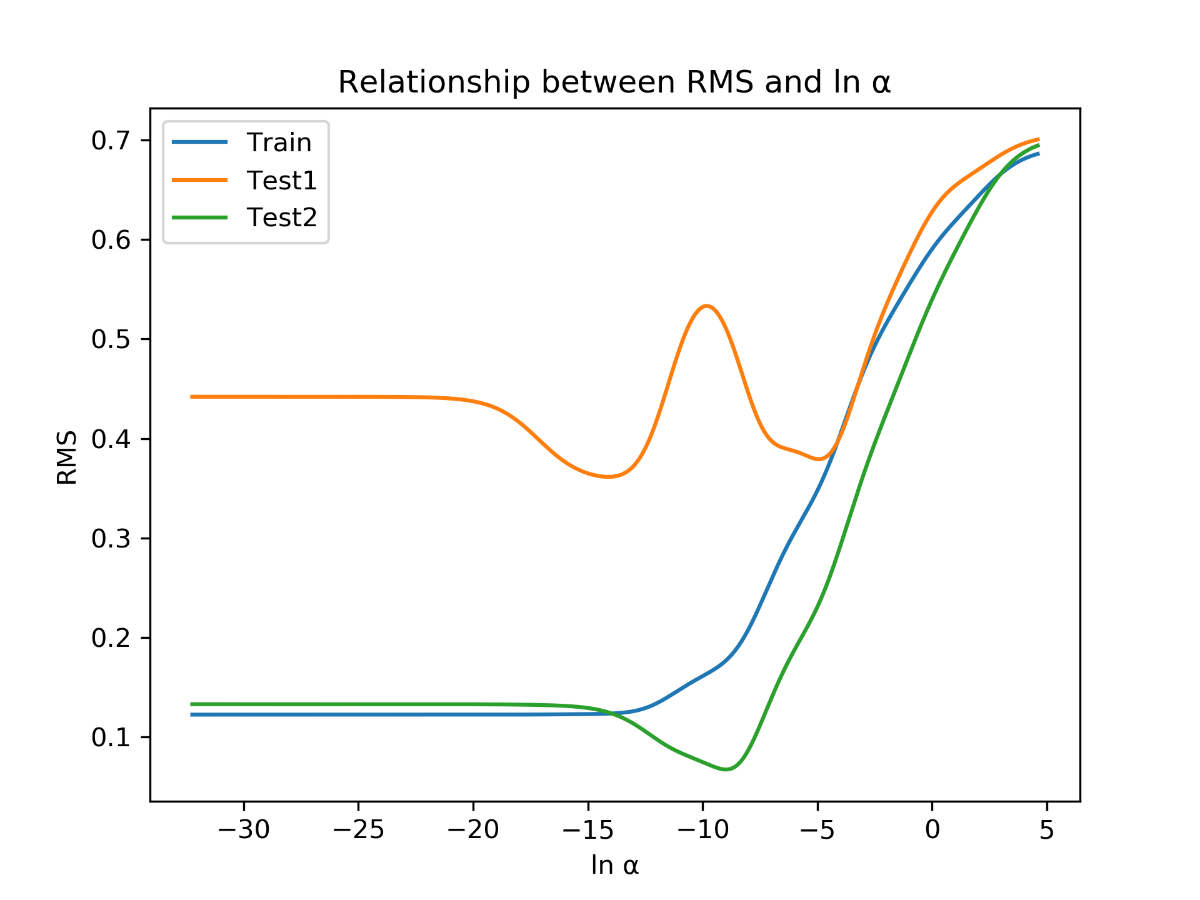 Relationship between RMS and ln α
Train
Test1
Test2
0.7
0.6
0.5
0.4
0.3
0.2
0.1
RMS
−30 −25 −20 −15 −10 −5 0 5
ln α